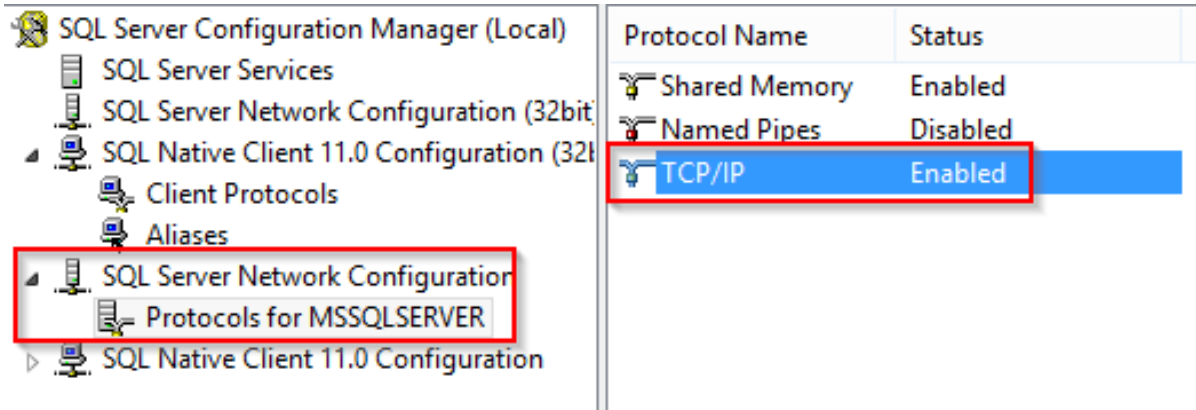 SQL Server Configuration Manager (Local)
SQL Server Services
SQL Server Network Configuration (32bit
SQL Native Client 11.0 Configuration (32b
Client Protocols
Aliases
SQL Server Network Configuration
Protocols for MSSQLSERVER
SQL Native Client 11.0 Configuration
Protocol Name Status
Shared Memory Enabled
Named Pipes Disabled
TCP/IP Enabled